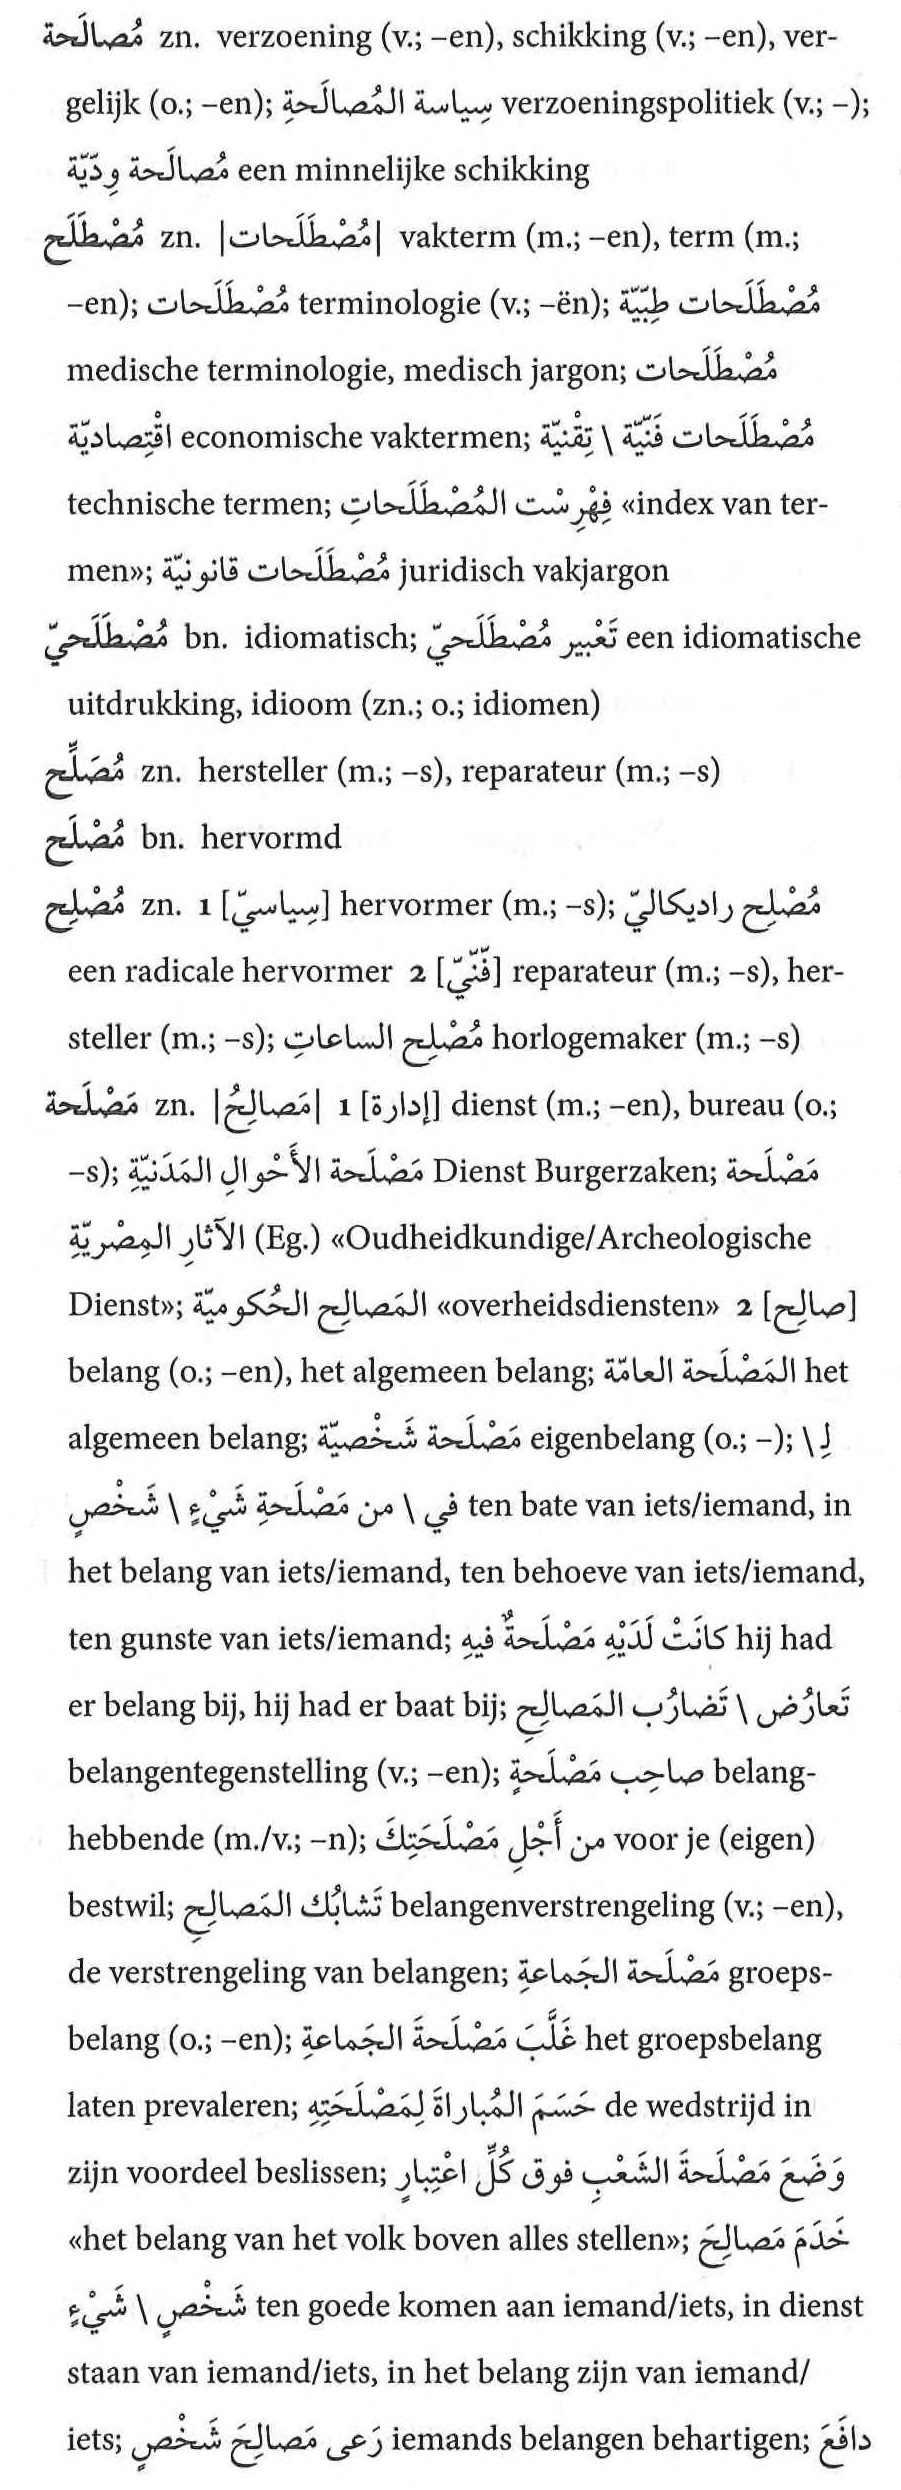 مُصالَحة zn. verzoening (v.; –en), schikking (v.; –en), ver-
gelijk (o.; –en); سِياسة المُصالَحةِ verzoeningspolitiek (v.; –);
مُصالَحة وِدّيّة een minnelijke schikking
مُصْطَلَح zn. |مُصْطَلَحات| vakterm (m.; –en), term (m.;
–en); مُصْطَلَحات terminologie (v.; –ën); مُصْطَلَحات طِبّيّة
medische terminologie, medisch jargon; مُصْطَلَحات
اقْتِصاديّة economische vaktermen; مُصْطَلَحات فَنّيّة \ تِقْنيّة
technische termen; فِهْرِسْت المُصْطَلَحاتِ «index van ter-
men»; مُصْطَلَحات قانونيّة juridisch vakjargon
مُصْطَلَحيّ bn. idiomatisch; تَعْبير مُصْطَلَحيّ een idiomatische
uitdrukking, idioom (zn.; o.; idiomen)
مُصَلِّح zn. hersteller (m.; –s), reparateur (m.; –s)
مُصْلَح bn. hervormd
مُصْلِح zn. 1 [سِياسيّ] hervormer (m.; –s); مُصْلِح راديكاليّ
een radicale hervormer 2 [فَنّيّ] reparateur (m.; –s), her-
steller (m.; –s); مُصْلِح الساعاتِ horlogemaker (m.; –s)
مَصْلَحة zn. |مَصالِحُ| 1 [إدارة] dienst (m.; –en), bureau (o.;
–s); مَصْلَحة الأَحْوالِ المَدَنيّةِ Dienst Burgerzaken; مَصْلَحة
الآثارِ المِصْريّةِ (Eg.) «Oudheidkundige/Archeologische
Dienst»; المَصالِح الحُكوميّة «overheidsdiensten» 2 [صالِح]
belang (o.; –en), het algemeen belang; المَصْلَحة العامّة het
algemeen belang; مَصْلَحة شَخْصيّة eigenbelang (o.; –); لِ \
في \ من مَصْلَحةِ شَيْءٍ \ شَخْصٍ ten bate van iets/iemand, in
het belang van iets/iemand, ten behoeve van iets/iemand,
ten gunste van iets/iemand; كانَتْ لَدَيْهِ مَصْلَحةٌ فيهِ hij had
er belang bij, hij had er baat bij; تَعارُض \ تَضارُب المَصالِحِ
belangentegenstelling (v.; –en); صاحِب مَصْلَحةٍ belang-
hebbende (m./v.; –n); من أَجْلِ مَصْلَحَتِكَ voor je (eigen)
bestwil; تَشابُك المَصالِحِ belangenverstrengeling (v.; –en),
de verstrengeling van belangen; مَصْلَحة الجَماعةِ groeps-
belang (o.; –en); غَلَّبَ مَصْلَحةَ الجَماعةِ het groepsbelang
laten prevaleren; حَسَمَ المُباراةَ لِمَصْلَحَتِهِ de wedstrijd in
zijn voordeel beslissen; وَضَعَ مَصْلَحةَ الشَعْبِ فوق كُلِّ اعْتِبارٍ
«het belang van het volk boven alles stellen»; خَدَمَ مَصالِحَ
شَخْصٍ \ شَيْءٍ ten goede komen aan iemand/iets, in dienst
staan van iemand/iets, in het belang zijn van iemand/
iets; رَعى مَصالِحَ شَخْصٍ iemands belangen behartigen; دافَعَ